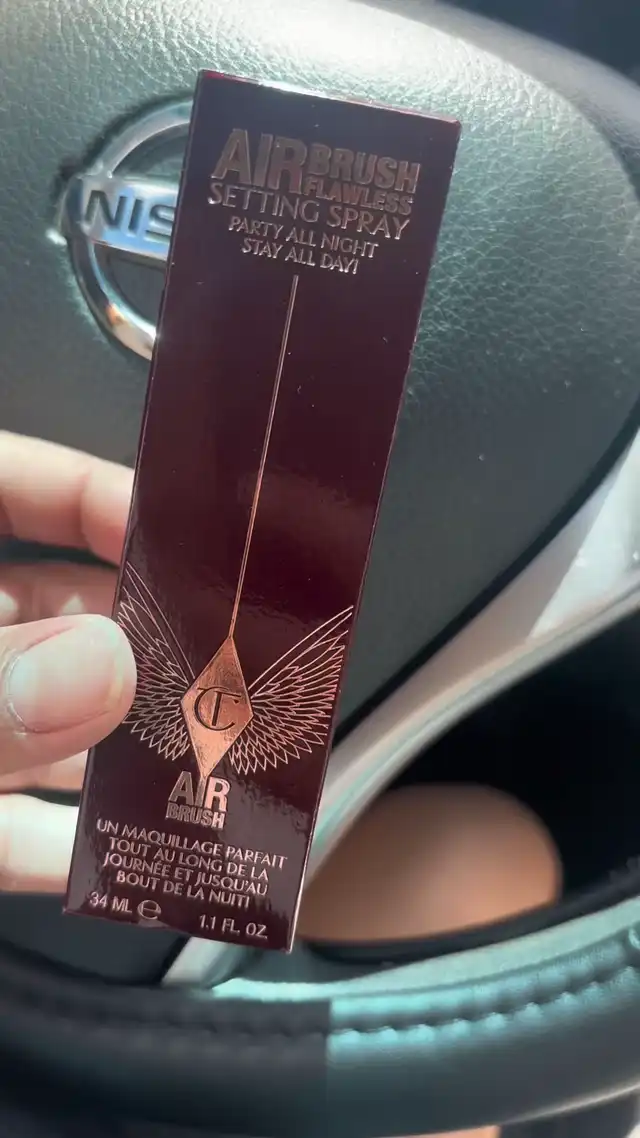 NIS
AIRBRUSH
FLAWLESS
SETTING SPRAY
PARTY ALL NIGHT
STAY ALL DAY!
CT
AIR
BRUSH
UN MAQUILLAGE PARFAIT
TOUT AU LONG DE LA
JOURNÉE ET JUSQU'AU
BOUT DE LA NUIT!
34 ML ℮ 1.1 FL. OZ